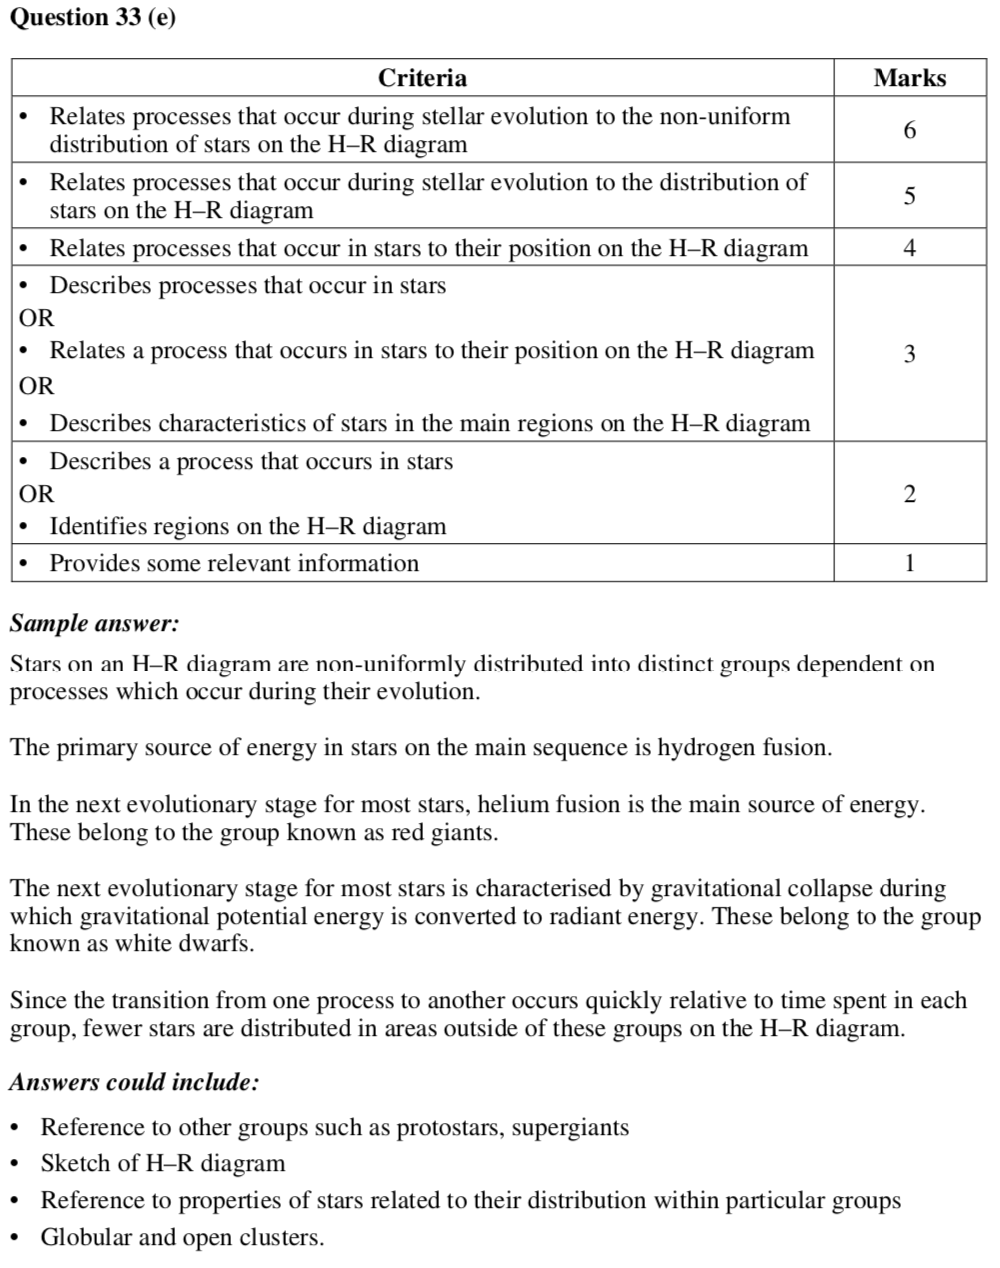 Question 33 (e)
Criteria
Marks
• Relates processes that occur during stellar evolution to the non-uniform
distribution of stars on the H–R diagram
6
• Relates processes that occur during stellar evolution to the distribution of
stars on the H–R diagram
5
• Relates processes that occur in stars to their position on the H–R diagram
4
• Describes processes that occur in stars
OR
• Relates a process that occurs in stars to their position on the H–R diagram
OR
• Describes characteristics of stars in the main regions on the H–R diagram
3
• Describes a process that occurs in stars
OR
• Identifies regions on the H–R diagram
2
• Provides some relevant information
1
Sample answer:
Stars on an H–R diagram are non-uniformly distributed into distinct groups dependent on
processes which occur during their evolution.
The primary source of energy in stars on the main sequence is hydrogen fusion.
In the next evolutionary stage for most stars, helium fusion is the main source of energy.
These belong to the group known as red giants.
The next evolutionary stage for most stars is characterised by gravitational collapse during
which gravitational potential energy is converted to radiant energy. These belong to the group
known as white dwarfs.
Since the transition from one process to another occurs quickly relative to time spent in each
group, fewer stars are distributed in areas outside of these groups on the H–R diagram.
Answers could include:
• Reference to other groups such as protostars, supergiants
• Sketch of H–R diagram
• Reference to properties of stars related to their distribution within particular groups
• Globular and open clusters.